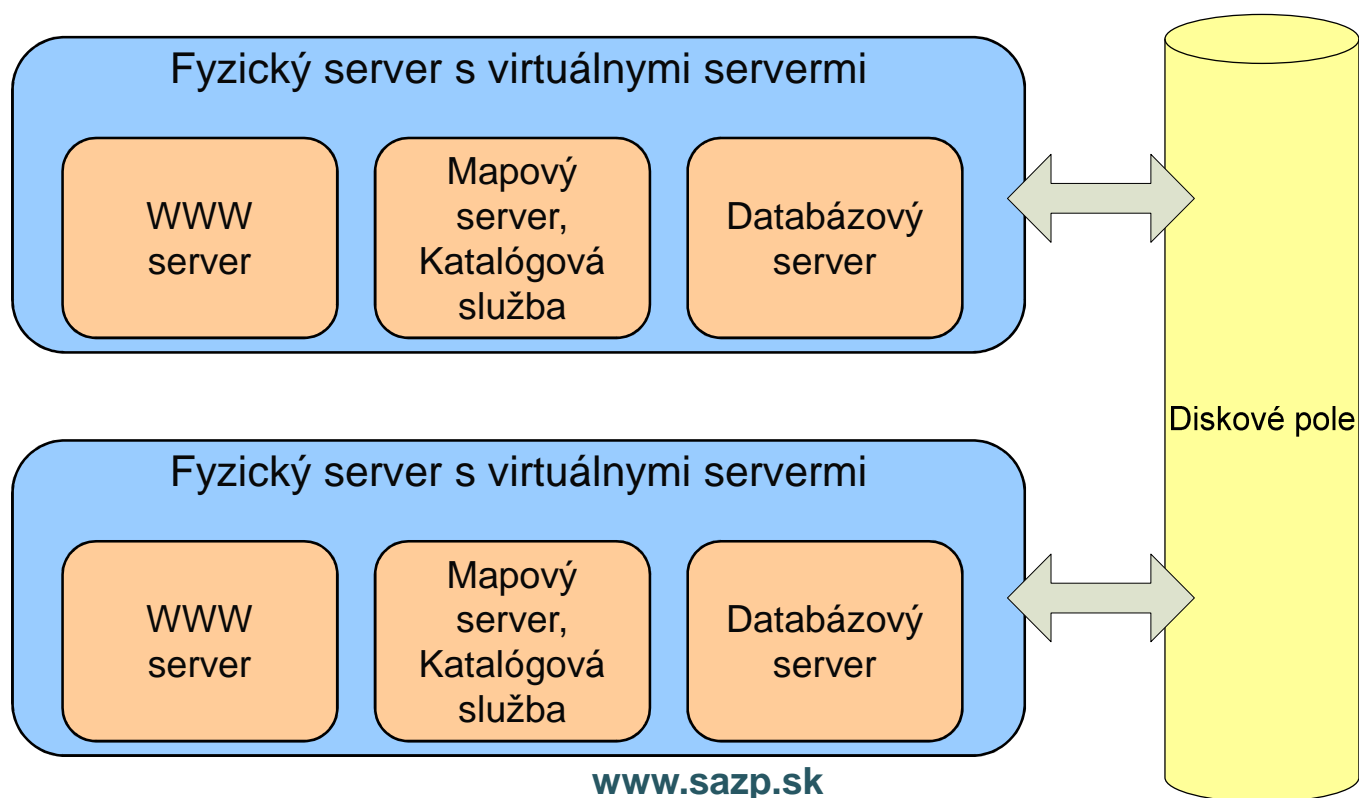 Fyzický server s virtuálnymi servermi
WWW
server
Mapový
server,
Katalógová
služba
Databázový
server
Diskové pole
Fyzický server s virtuálnymi servermi
WWW
server
Mapový
server,
Katalógová
služba
Databázový
server
www.sazp.sk